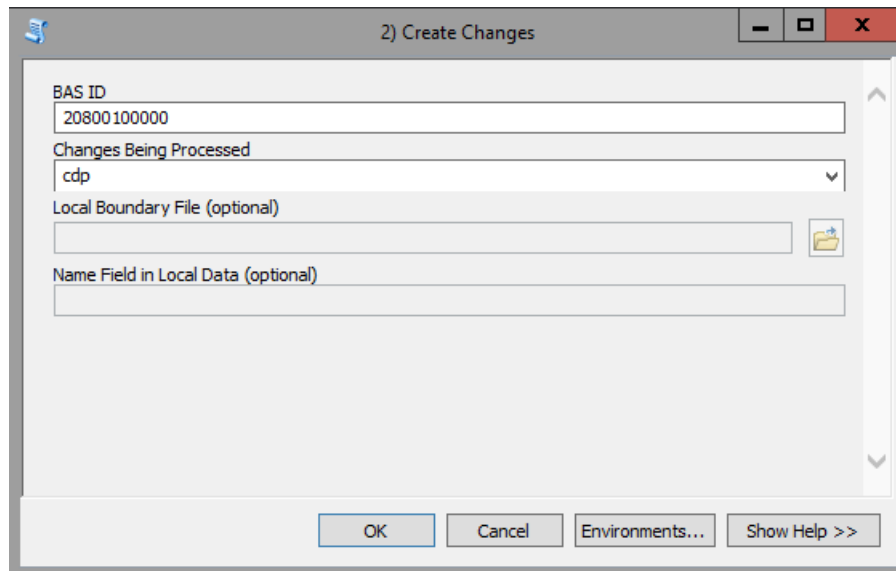 2) Create Changes
BAS ID
20800100000
Changes Being Processed
cdp
Local Boundary File (optional)
Name Field in Local Data (optional)
OK Cancel Environments... Show Help >>